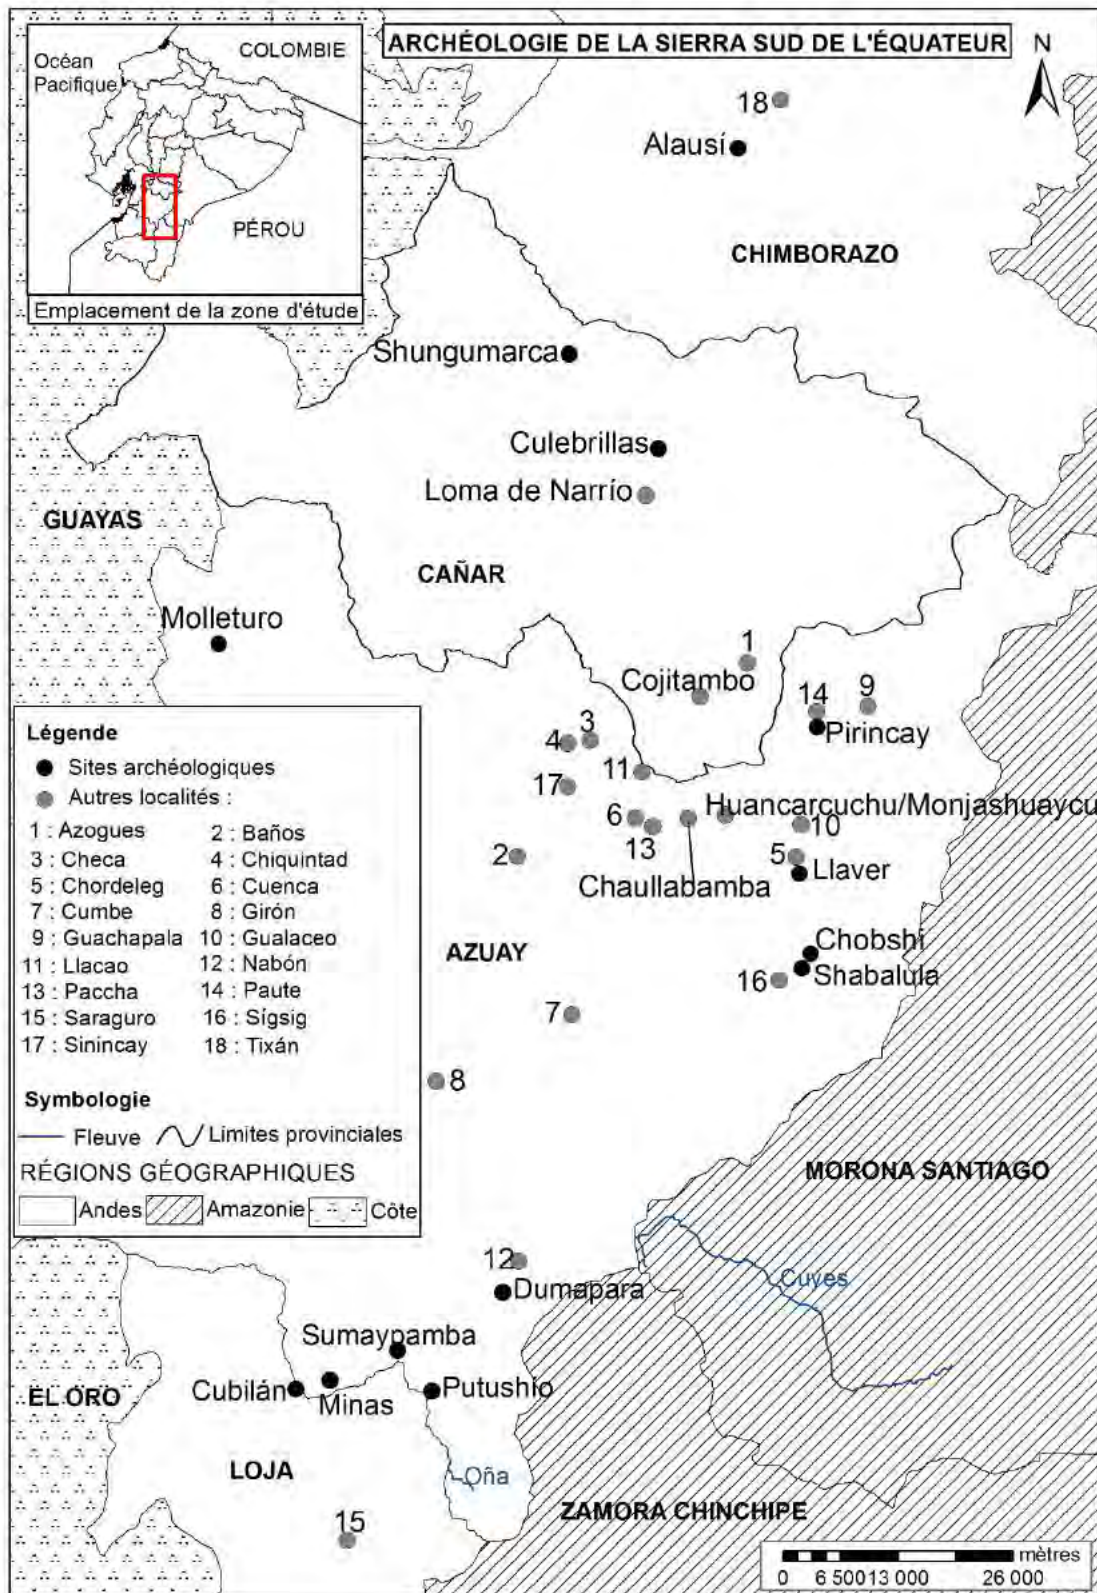 ARCHÉOLOGIE DE LA SIERRA SUD DE L'ÉQUATEUR
N
Océan
Pacifique
COLOMBIE
PÉROU
Emplacement de la zone d'étude
18
Alausí
CHIMBORAZO
Shungumarca
Culebrillas
Loma de Narrío
GUAYAS
CAÑAR
Molleturo
1
Cojitambo
14
9
Pirincay
3
4
11
17
Huancarcuchu/Monjashuaycu
6
13
10
2
5
Chaullabamba
Llaver
AZUAY
Chobshi
Shabalula
16
7
8
Légende
Sites archéologiques
Autres localités :
1 : Azogues 2 : Baños
3 : Checa 4 : Chiquintad
5 : Chordeleg 6 : Cuenca
7 : Cumbe 8 : Girón
9 : Guachapala 10 : Gualaceo
11 : Llacao 12 : Nabón
13 : Paccha 14 : Paute
15 : Saraguro 16 : Sígsig
17 : Sinincay 18 : Tixán
Symbologie
Fleuve Limites provinciales
RÉGIONS GÉOGRAPHIQUES
Andes Amazonie Côte
MORONA SANTIAGO
12
Dumapara
Cuyes
Sumaypamba
Cubilán
Minas
Putushío
EL ORO
LOJA
Oña
ZAMORA CHINCHIPE
15
mètres
0 6 500 13 000 26 000